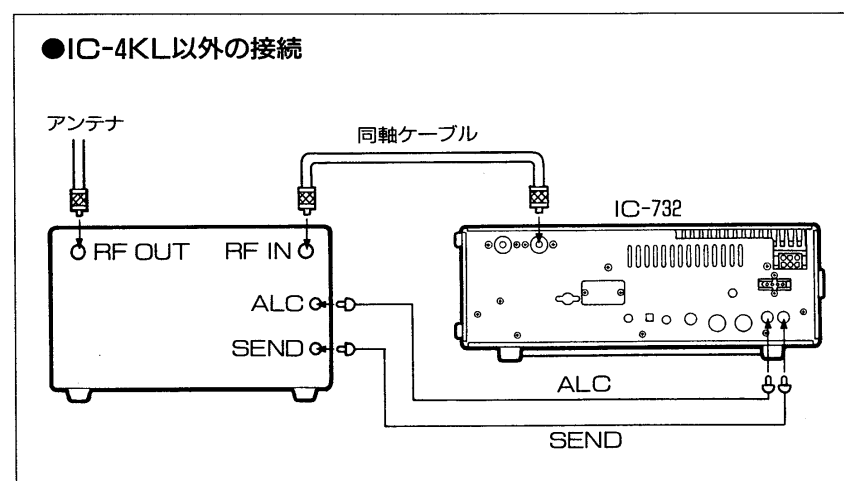 ●IC-4KL以外の接続
アンテナ
同軸ケーブル
IC-732
RF OUT
RF IN
ALC
SEND
ALC
SEND